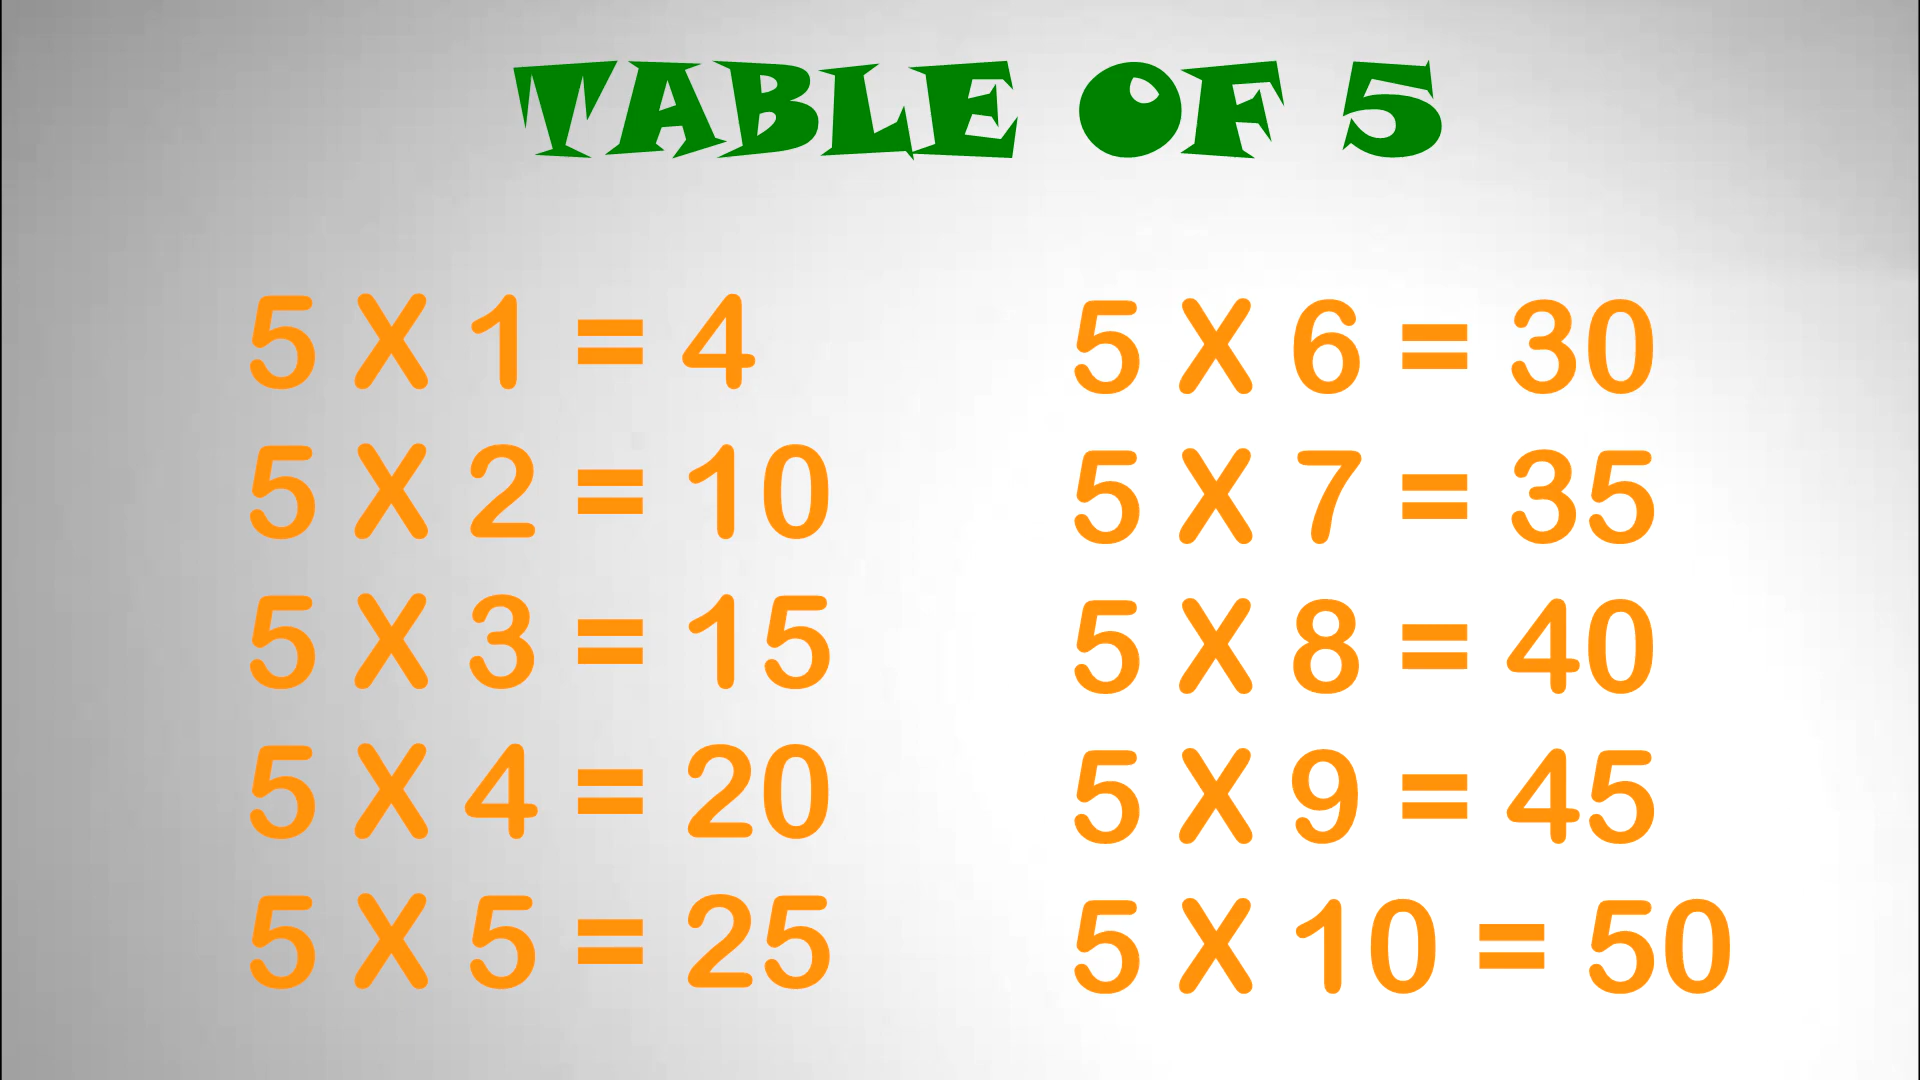 TABLE OF 5
5 X 1 = 4
5 X 2 = 10
5 X 3 = 15
5 X 4 = 20
5 X 5 = 25
5 X 6 = 30
5 X 7 = 35
5 X 8 = 40
5 X 9 = 45
5 X 10 = 50